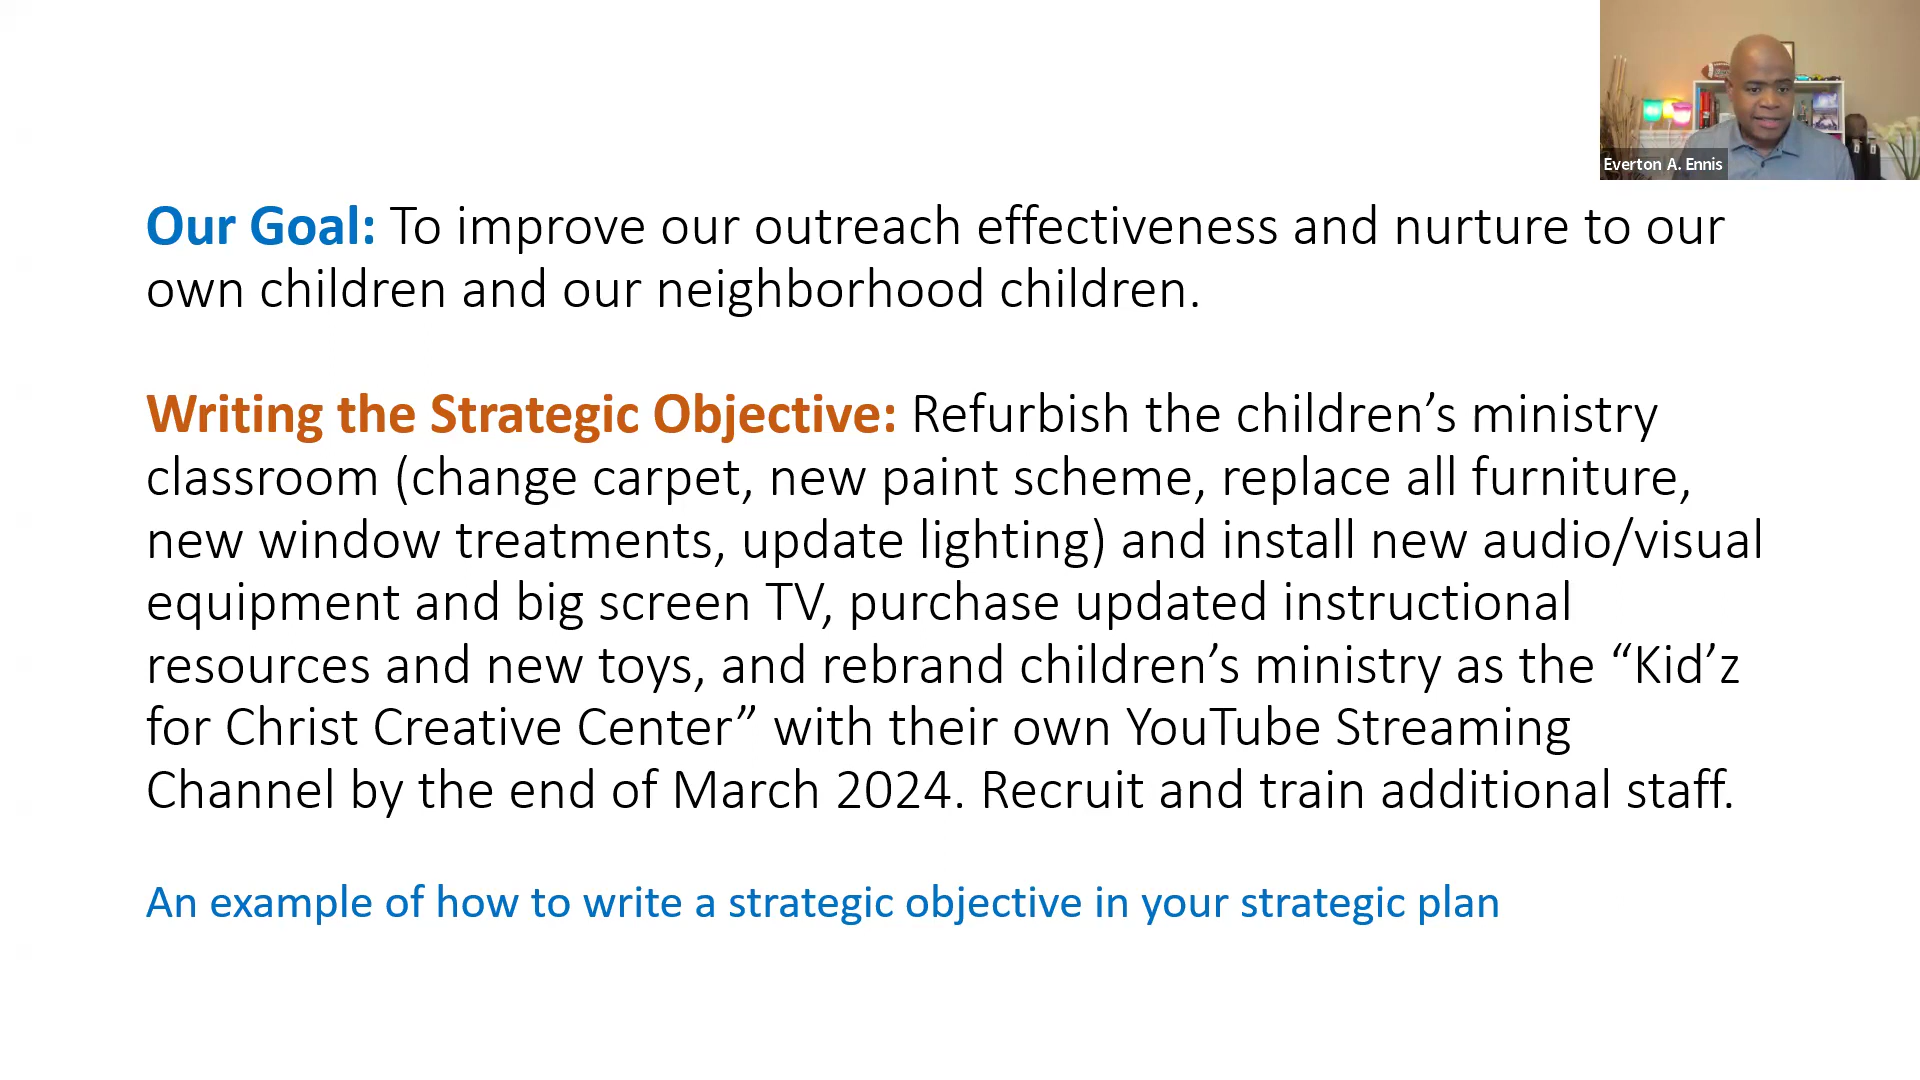 Everton A. Ennis
Our Goal: To improve our outreach effectiveness and nurture to our
own children and our neighborhood children.
Writing the Strategic Objective: Refurbish the children’s ministry
classroom (change carpet, new paint scheme, replace all furniture,
new window treatments, update lighting) and install new audio/visual
equipment and big screen TV, purchase updated instructional
resources and new toys, and rebrand children’s ministry as the “Kid’z
for Christ Creative Center” with their own YouTube Streaming
Channel by the end of March 2024. Recruit and train additional staff.
An example of how to write a strategic objective in your strategic plan